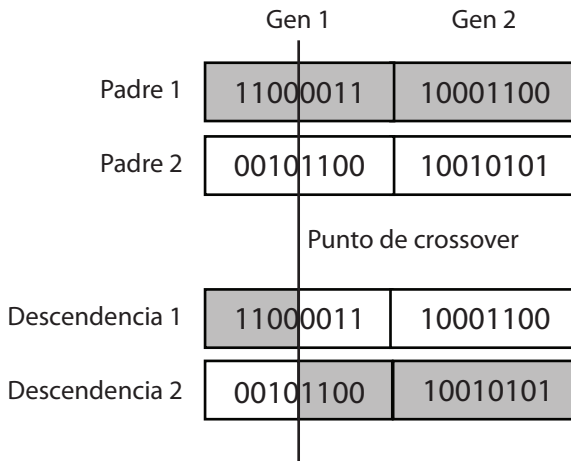 Gen 1 Gen 2
Padre 1 11000011 10001100
Padre 2 00101100 10010101
Punto de crossover
Descendencia 1 11000011 10001100
Descendencia 2 00101100 10010101